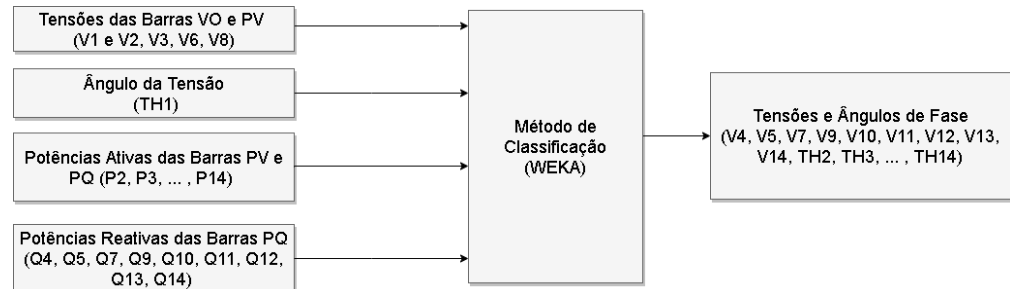 Tensões das Barras VO e PV
(V1 e V2, V3, V6, V8)
Ângulo da Tensão
(TH1)
Potências Ativas das Barras PV e
PQ (P2, P3, ... , P14)
Potências Reativas das Barras PQ
(Q4, Q5, Q7, Q9, Q10, Q11, Q12,
Q13, Q14)
Método de
Classificação
(WEKA)
Tensões e Ângulos de Fase
(V4, V5, V7, V9, V10, V11, V12, V13,
V14, TH2, TH3, ... , TH14)